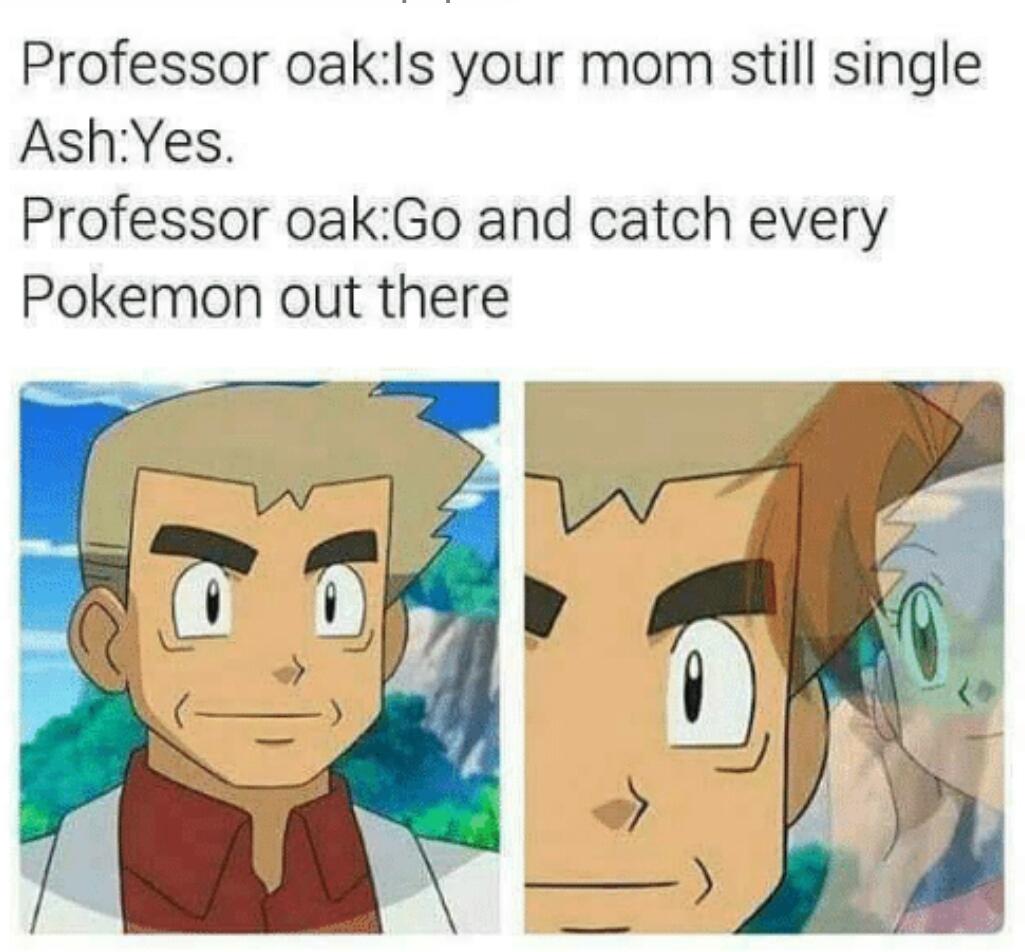 Professor oak:Is your mom still single
Ash:Yes.
Professor oak:Go and catch every
Pokemon out there